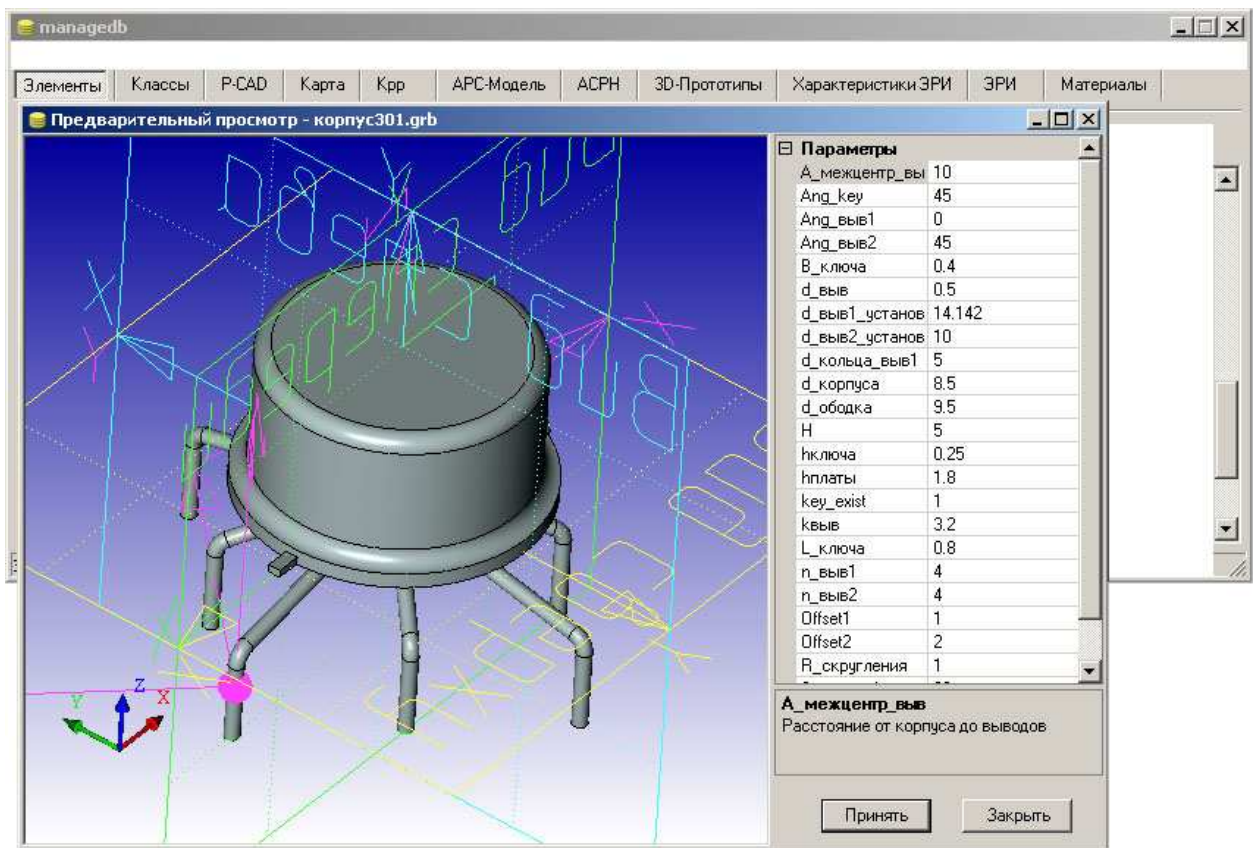 managedb
Элементы Классы P-CAD Карта Крр АРС-Модель АСРН 3D-Прототипы Характеристики ЭРИ ЭРИ Материалы
Предварительный просмотр - корпус301.grb
Параметры
А_межцентр_вы 10
Ang_key 45
Ang_выв1 0
Ang_выв2 45
B_ключа 0.4
d_выв 0.5
d_выв1_установ 14.142
d_выв2_установ 10
d_кольца_выв1 5
d_корпуса 8.5
d_ободка 9.5
H 5
hключа 0.25
hплаты 1.8
key_exist 1
kвыв 3.2
L_ключа 0.8
n_выв1 4
n_выв2 4
Offset1 1
Offset2 2
R_скругления 1
А_межцентр_выв
Расстояние от корпуса до выводов
Принять Закрыть
Z
Y X